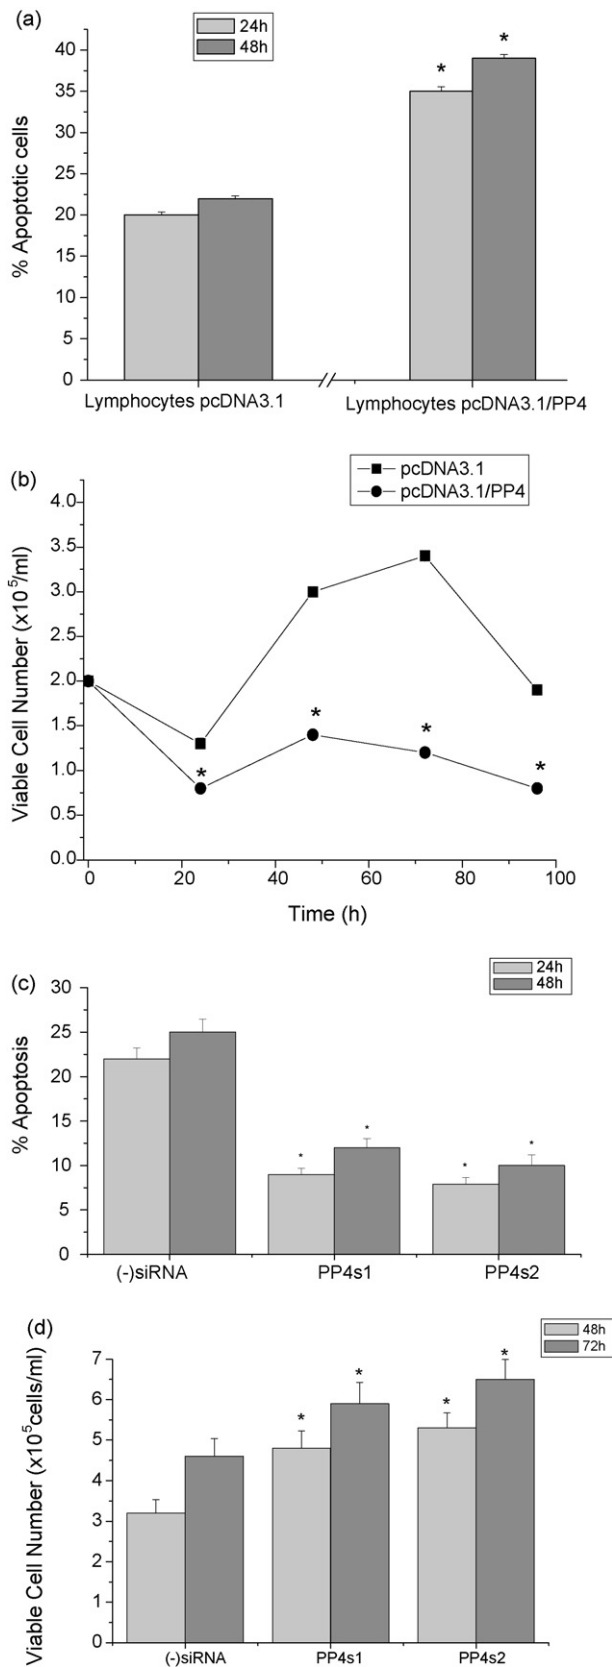 (a)
24h
48h
% Apoptotic cells
40
35
30
25
20
15
10
5
0
* *
Lymphocytes pcDNA3.1
Lymphocytes pcDNA3.1/PP4
(b)
pcDNA3.1
pcDNA3.1/PP4
Viable Cell Number (x10⁵/ml)
4.0
3.5
3.0
2.5
2.0
1.5
1.0
0.5
0.0
* * * *
0 20 40 60 80 100
Time (h)
(c)
24h
48h
% Apoptosis
30
25
20
15
10
5
0
* * * *
(-)siRNA PP4s1 PP4s2
(d)
48h
72h
Viable Cell Number (x10⁵cells/ml)
7
6
5
4
3
2
1
0
* * * *
(-)siRNA PP4s1 PP4s2